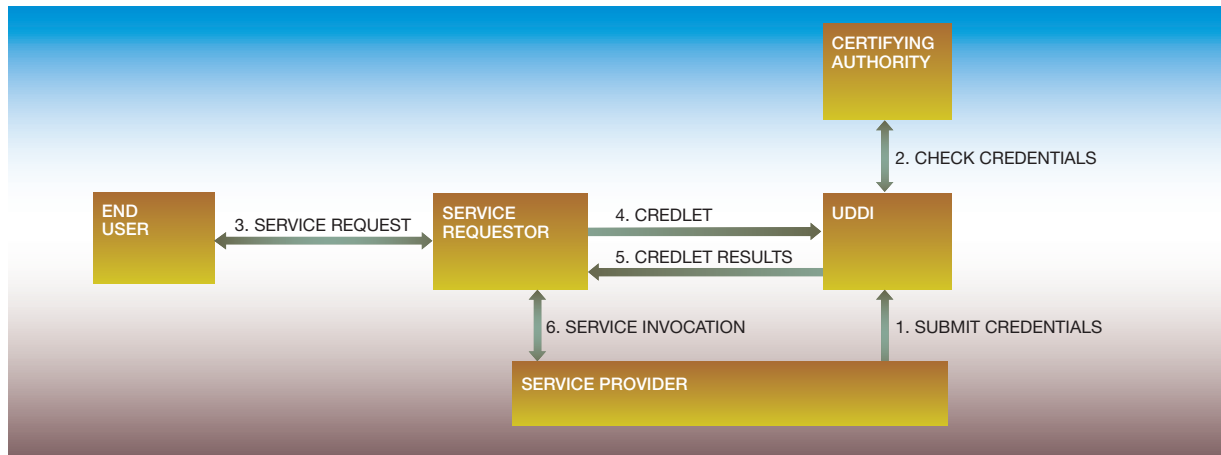 CERTIFYING
AUTHORITY
2. CHECK CREDENTIALS
END
USER
3. SERVICE REQUEST
SERVICE
REQUESTOR
4. CREDLET
UDDI
5. CREDLET RESULTS
6. SERVICE INVOCATION
1. SUBMIT CREDENTIALS
SERVICE PROVIDER